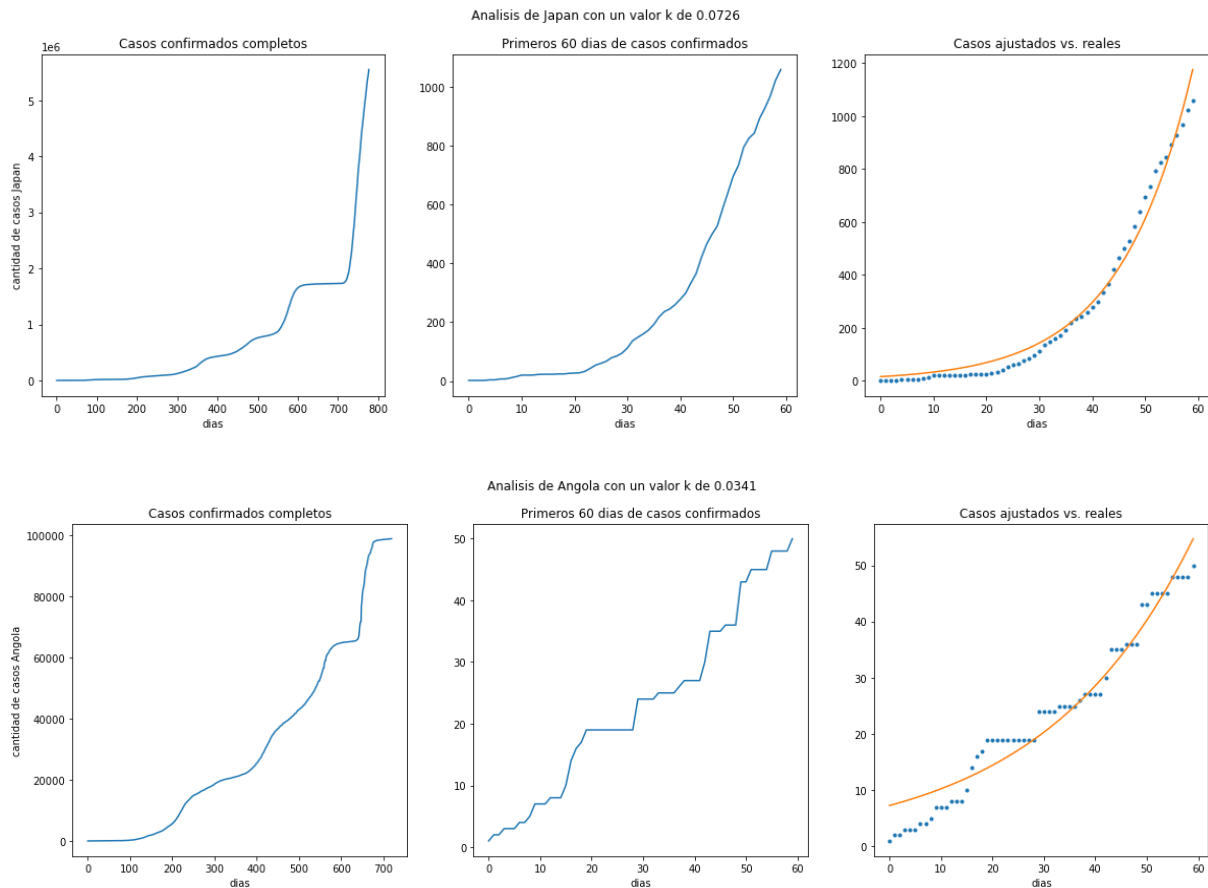 Analisis de Japan con un valor k de 0.0726
Casos confirmados completos
Primeros 60 dias de casos confirmados
Casos ajustados vs. reales
1e6
cantidad de casos Japan
5
4
3
2
1
0
0 100 200 300 400 500 600 700 800
dias
1000
800
600
400
200
0
0 10 20 30 40 50 60
dias
1200
1000
800
600
400
200
0
0 10 20 30 40 50 60
dias
Analisis de Angola con un valor k de 0.0341
Casos confirmados completos
Primeros 60 dias de casos confirmados
Casos ajustados vs. reales
cantidad de casos Angola
100000
80000
60000
40000
20000
0
0 100 200 300 400 500 600 700
dias
50
40
30
20
10
0
0 10 20 30 40 50 60
dias
50
40
30
20
10
0
0 10 20 30 40 50 60
dias